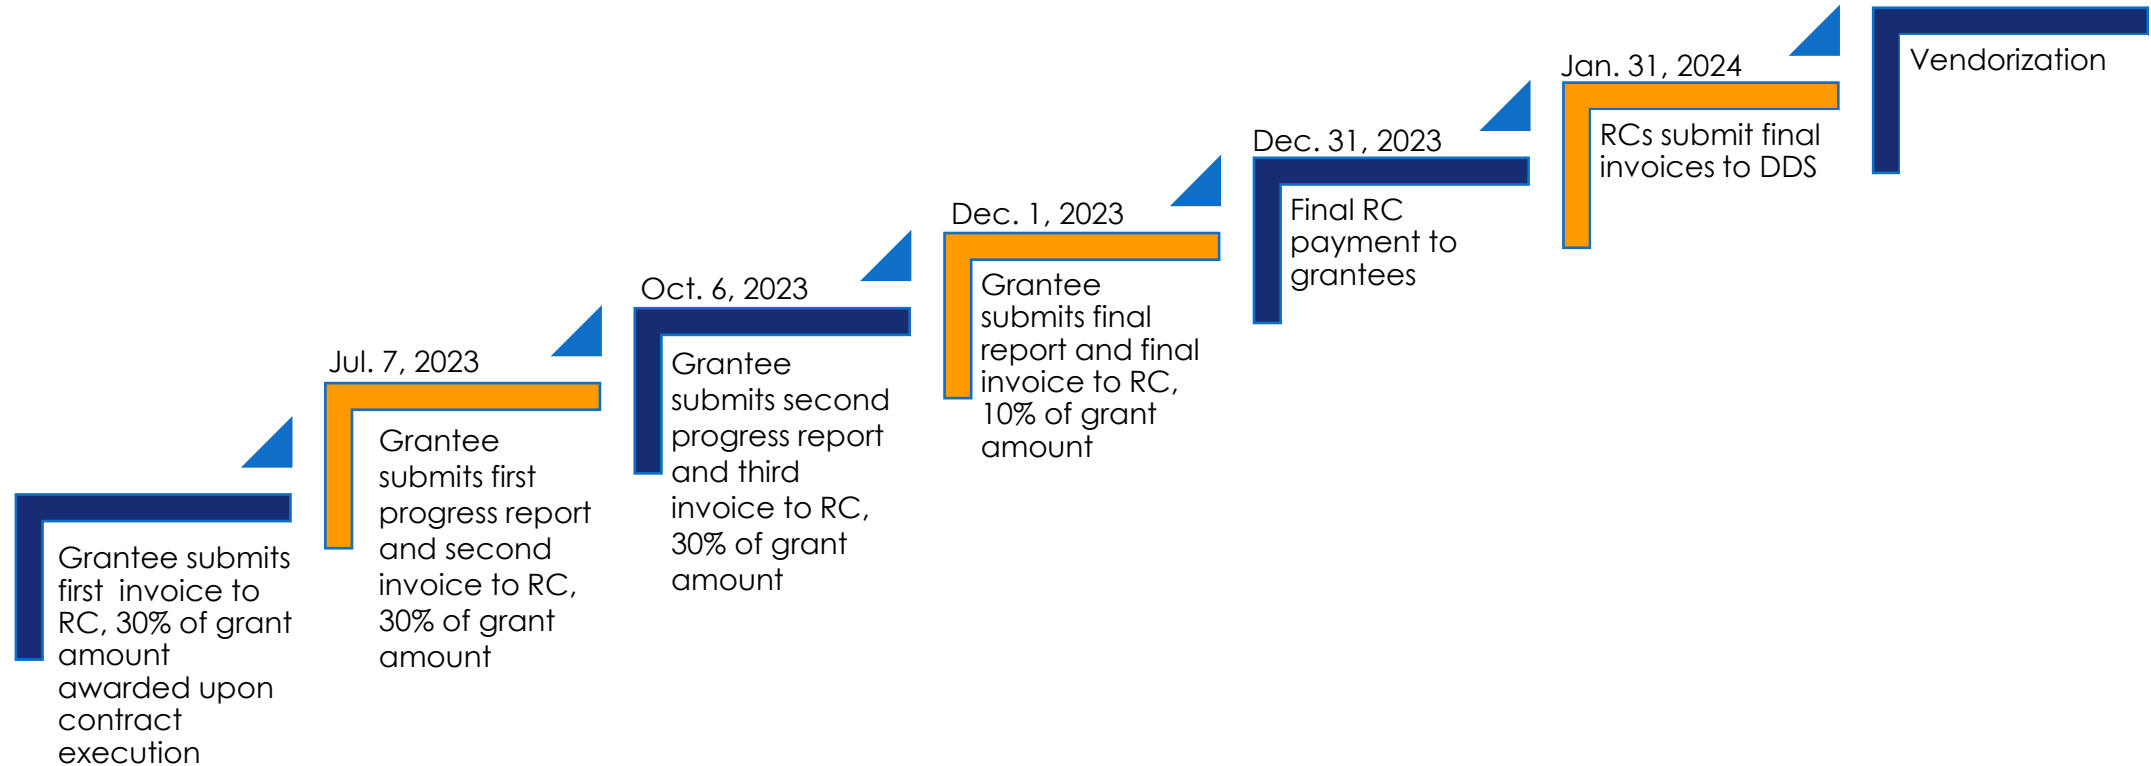 Grantee submits
first  invoice to
RC, 30% of grant
amount
awarded upon
contract
execution
Jul. 7, 2023
Grantee
submits first
progress report
and second
invoice to RC,
30% of grant
amount
Oct. 6, 2023
Grantee
submits second
progress report
and third
invoice to RC,
30% of grant
amount
Dec. 1, 2023
Grantee
submits final
report and final
invoice to RC,
10% of grant
amount
Dec. 31, 2023
Final RC
payment to
grantees
Jan. 31, 2024
RCs submit final
invoices to DDS
Vendorization